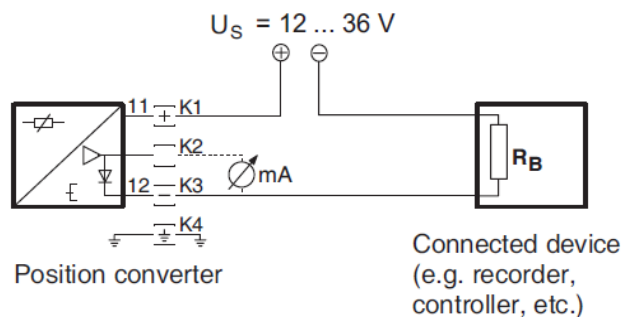 U_S = 12 ... 36 V
+ −
11 + K1
K2
mA
12 − K3
K4
R_B
Position converter
Connected device
(e.g. recorder,
controller, etc.)